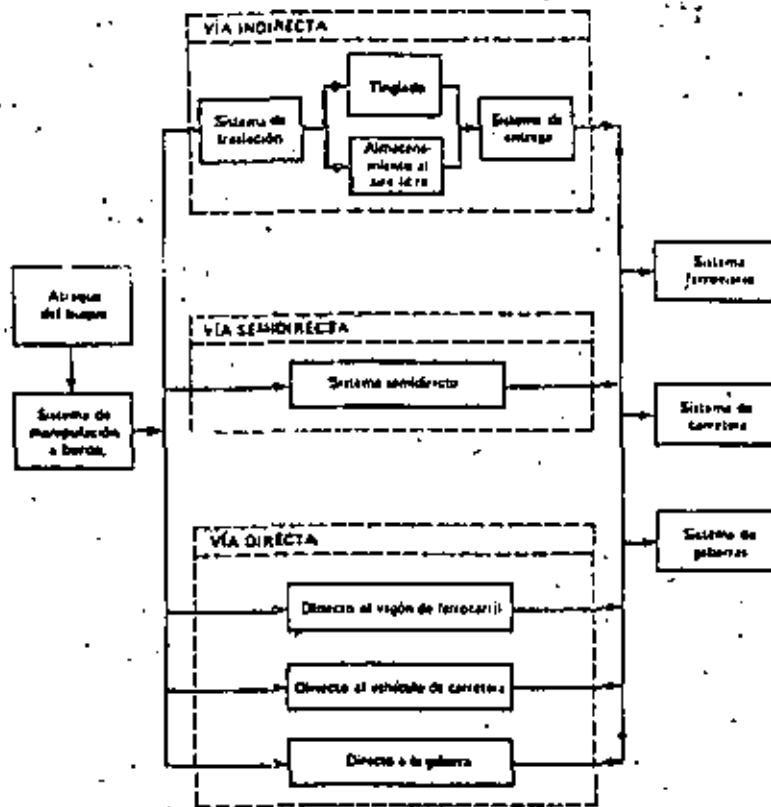 VÍA INDIRECTA
Tinglado
Sistema de
traslación
Sistema de
entrega
Almacena-
miento al
aire libre
Sistema
ferroviario
Atraque
del buque
VÍA SEMIDIRECTA
Sistema semidirecto
Sistema de
manipulación
a bordo,
Sistema de
carretera
VÍA DIRECTA
Sistema de
gabarras
Directo al vagón de ferrocarril
Directo al vehículo de carretera
Directo a la gabarra